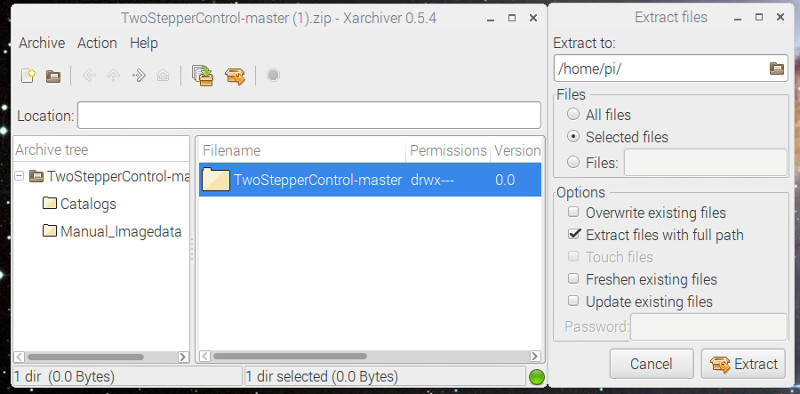 TwoStepperControl-master (1).zip - Xarchiver 0.5.4
Archive Action Help
Location:
Archive tree
TwoStepperControl-ma
Catalogs
Manual_Imagedata
Filename Permissions Version
TwoStepperControl-master drwx--- 0.0
1 dir (0.0 Bytes)
1 dir selected (0.0 Bytes)
Extract files
Extract to:
/home/pi/
Files
All files
Selected files
Files:
Options
Overwrite existing files
Extract files with full path
Touch files
Freshen existing files
Update existing files
Password:
Cancel Extract